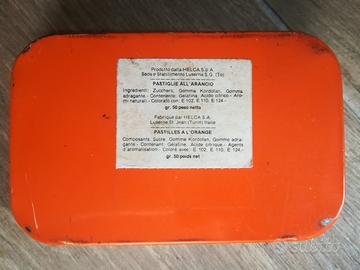 Prodotto dalla HELCA S.p.A.
Sede e Stabilimento Luserna S.G. (To)
PASTIGLIE ALL'ARANCIO
Ingredienti: Zucchero, Gomma Kordofan, Gomma
adragante - Contenente: Gelatina, Acido citrico - Aro-
mi naturali - Colorato con: E 102, E 110, E 124.-
gr. 50 peso netto
Fabriqué par HELCA S.A.
Luserne St. Jean (Turin) Italie
PASTILLES A L'ORANGE
Composants: Sucre, Gomme Kordofan, Gomme adra-
gante - Contenant: Gélatine, Acide citrique - Agents
d'aromatisation - Coloré avec: E 102, E 110, E 124.-
gr. 50 poids net
subito